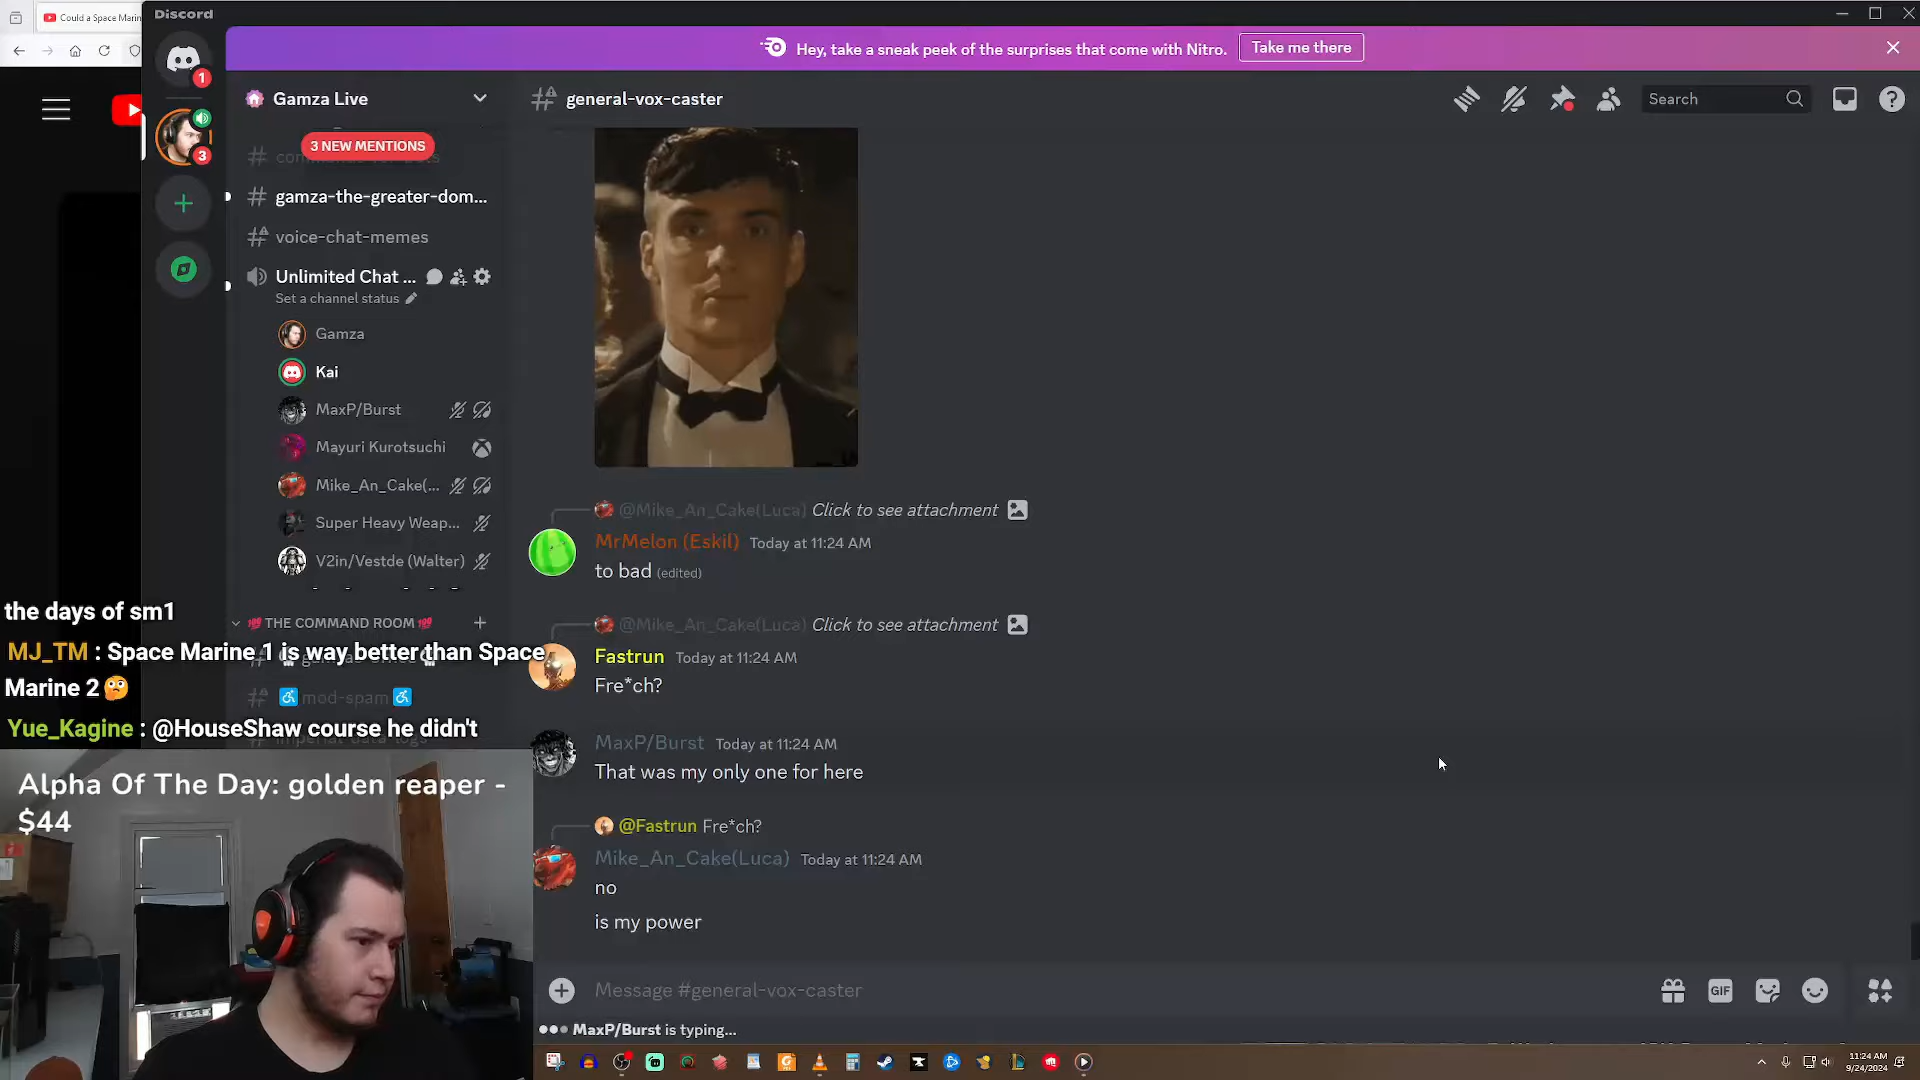 Could a Space Marin
Discord
Hey, take a sneak peek of the surprises that come with Nitro. Take me there
1
3
Gamza Live
general-vox-caster
Search
3 NEW MENTIONS
gamza-the-greater-dom...
voice-chat-memes
Unlimited Chat ...
Set a channel status
Gamza
Kai
MaxP/Burst
Mayuri Kurotsuchi
Mike_An_Cake(...
Super Heavy Weap...
V2in/Vestde (Walter)
💯 THE COMMAND ROOM 💯
♿ mod-spam ♿
the days of sm1
MJ_TM : Space Marine 1 is way better than Space
Marine 2🤔
Yue_Kagine : @HouseShaw course he didn't
Alpha Of The Day: golden reaper -
$44
@Mike_An_Cake(Luca) Click to see attachment
MrMelon (Eskil) Today at 11:24 AM
to bad (edited)
@Mike_An_Cake(Luca) Click to see attachment
Fastrun Today at 11:24 AM
Fre*ch?
MaxP/Burst Today at 11:24 AM
That was my only one for here
@Fastrun Fre*ch?
Mike_An_Cake(Luca) Today at 11:24 AM
no
is my power
Message #general-vox-caster
GIF
MaxP/Burst is typing...
11:24 AM
9/24/2024